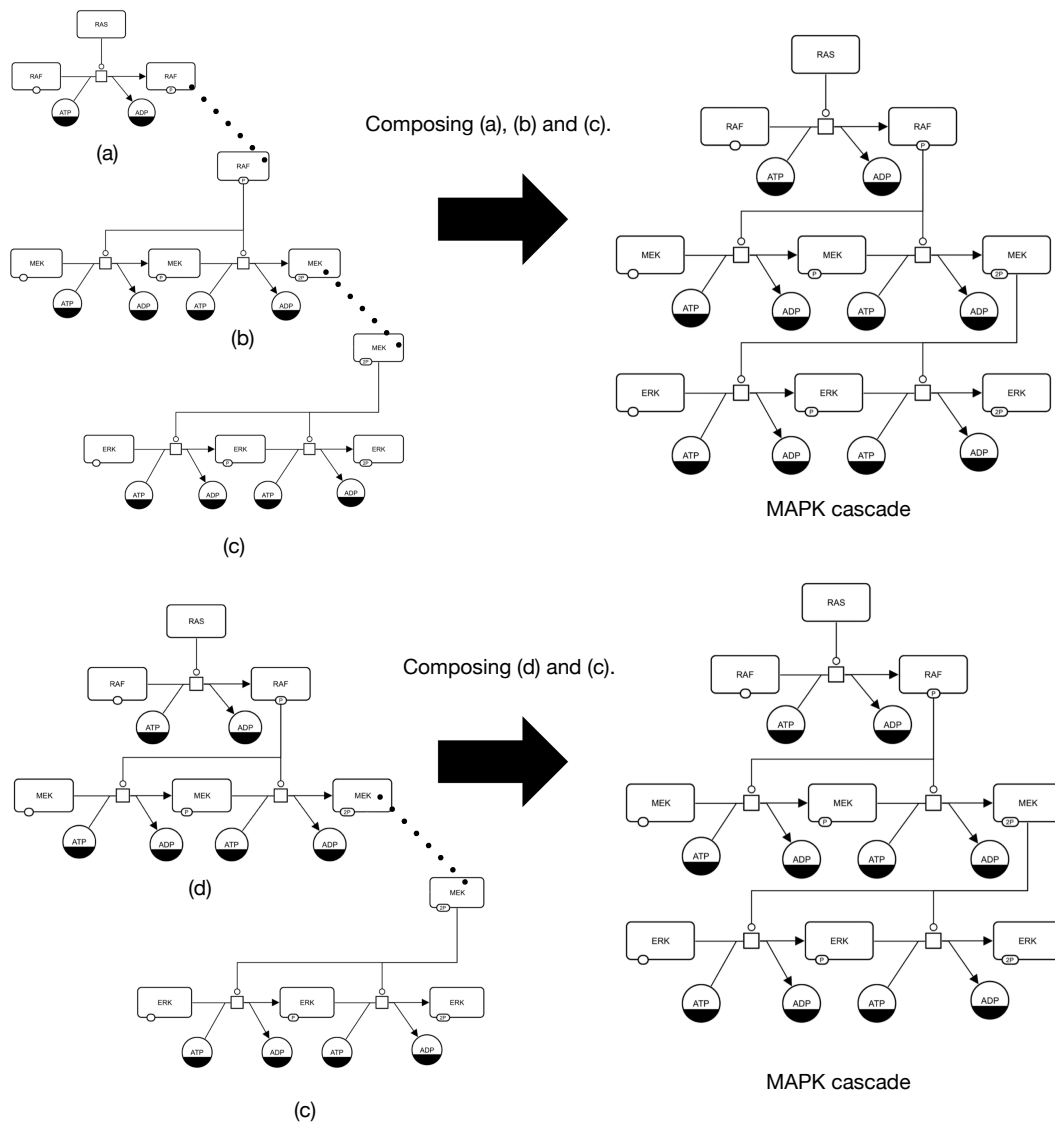 RAS
RAF RAF
P
ATP ADP
(a)
RAF
P
MEK MEK MEK
P 2P
ATP ADP ATP ADP
(b)
MEK
2P
ERK ERK ERK
P 2P
ATP ADP ATP ADP
(c)
Composing (a), (b) and (c).
RAS
RAF RAF
P
ATP ADP
MEK MEK MEK
P 2P
ATP ADP ATP ADP
ERK ERK ERK
P 2P
ATP ADP ATP ADP
MAPK cascade
RAS
RAF RAF
P
ATP ADP
MEK MEK MEK
P 2P
ATP ADP ATP ADP
(d)
MEK
2P
ERK ERK ERK
P 2P
ATP ADP ATP ADP
(c)
Composing (d) and (c).
RAS
RAF RAF
P
ATP ADP
MEK MEK MEK
P 2P
ATP ADP ATP ADP
ERK ERK ERK
P 2P
ATP ADP ATP ADP
MAPK cascade